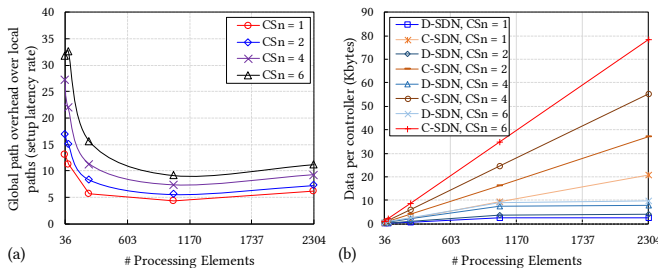 Global path overhead over local
paths (setup latency rate)
40
35
30
25
20
15
10
5
0
CSn = 1
CSn = 2
CSn = 4
CSn = 6
36
603
1170
1737
2304
# Processing Elements
(a)
Data per controller (Kbytes)
90
80
70
60
50
40
30
20
10
0
D-SDN, CSn = 1
C-SDN, CSn = 1
D-SDN, CSn = 2
C-SDN, CSn = 2
D-SDN, CSn = 4
C-SDN, CSn = 4
D-SDN, CSn = 6
C-SDN, CSn = 6
36
603
1170
1737
2304
# Processing Elements
(b)